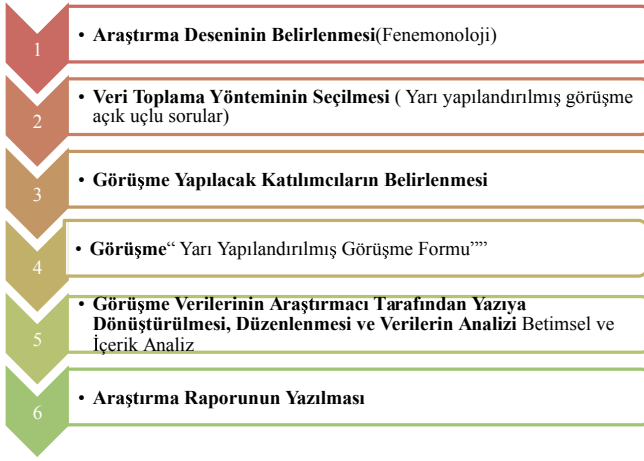 1
• Araştırma Deseninin Belirlenmesi(Fenemonoloji)
2
• Veri Toplama Yönteminin Seçilmesi ( Yarı yapılandırılmış görüşme
açık uçlu sorular)
3
• Görüşme Yapılacak Katılımcıların Belirlenmesi
4
• Görüşme“ Yarı Yapılandırılmış Görüşme Formu””
5
• Görüşme Verilerinin Araştırmacı Tarafından Yazıya
Dönüştürülmesi, Düzenlenmesi ve Verilerin Analizi Betimsel ve
İçerik Analiz
6
• Araştırma Raporunun Yazılması